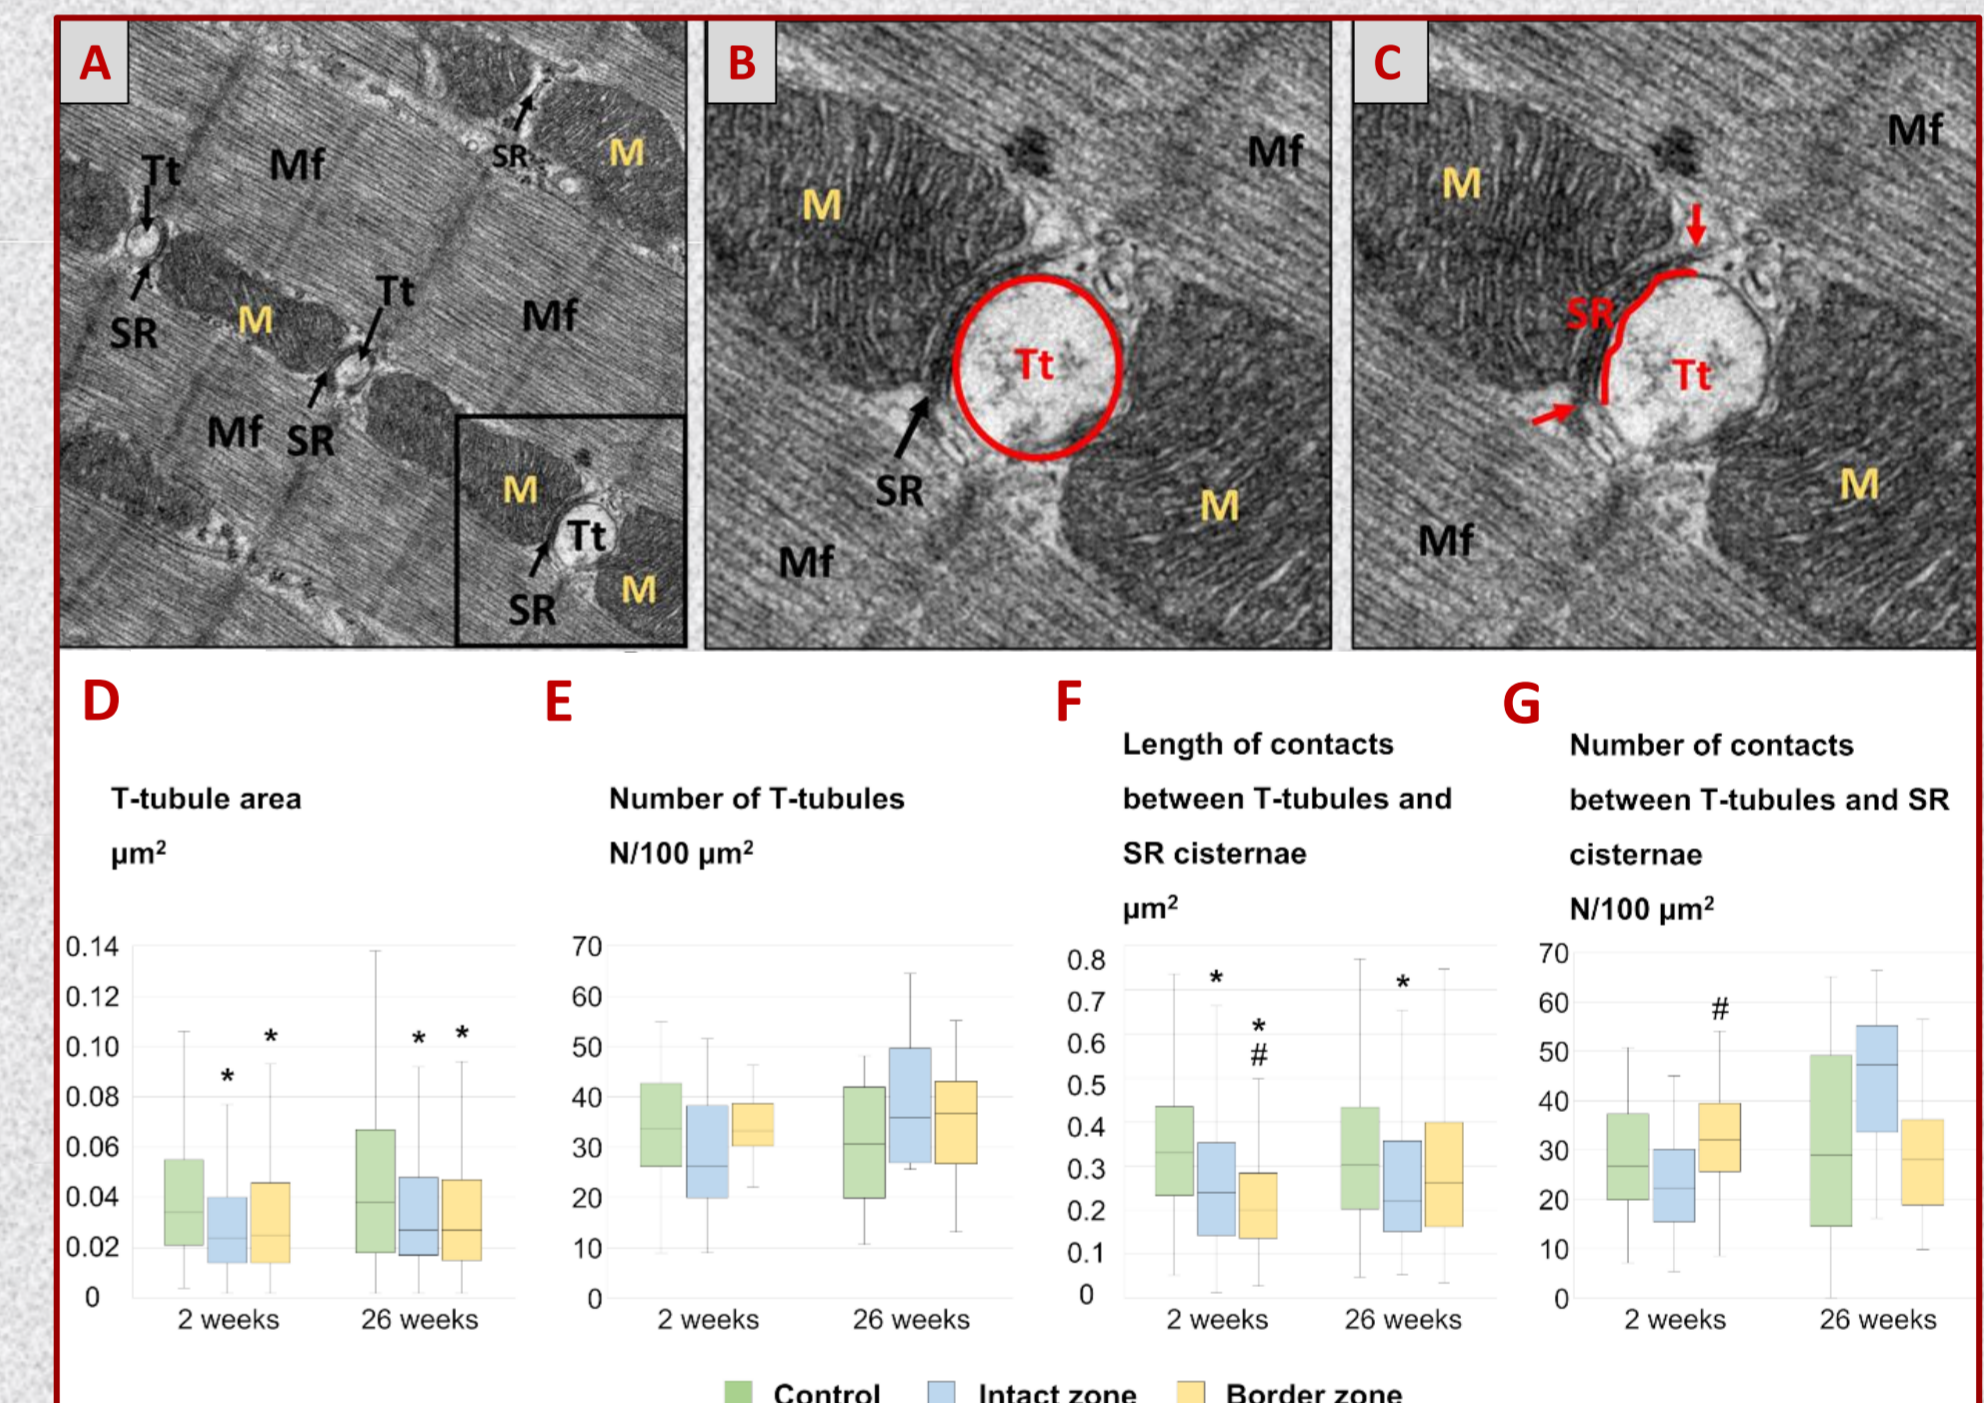 A
Tt
Mf
SR
M
Tt
SR
M
Mf
Mf
SR
M
Tt
SR
M
B
Mf
M
Tt
SR
M
Mf
C
Mf
M
SR
Tt
M
Mf
D
T-tubule area
µm²
0.14
0.12
0.10
0.08
0.06
0.04
0.02
0
* * * *
2 weeks 26 weeks
E
Number of T-tubules
N/100 µm²
70
60
50
40
30
20
10
0
2 weeks 26 weeks
F
Length of contacts
between T-tubules and
SR cisternae
µm²
0.8
0.7
0.6
0.5
0.4
0.3
0.2
0.1
0
* * # *
2 weeks 26 weeks
G
Number of contacts
between T-tubules and SR
cisternae
N/100 µm²
70
60
50
40
30
20
10
0
#
2 weeks 26 weeks
Control Intact zone Border zone